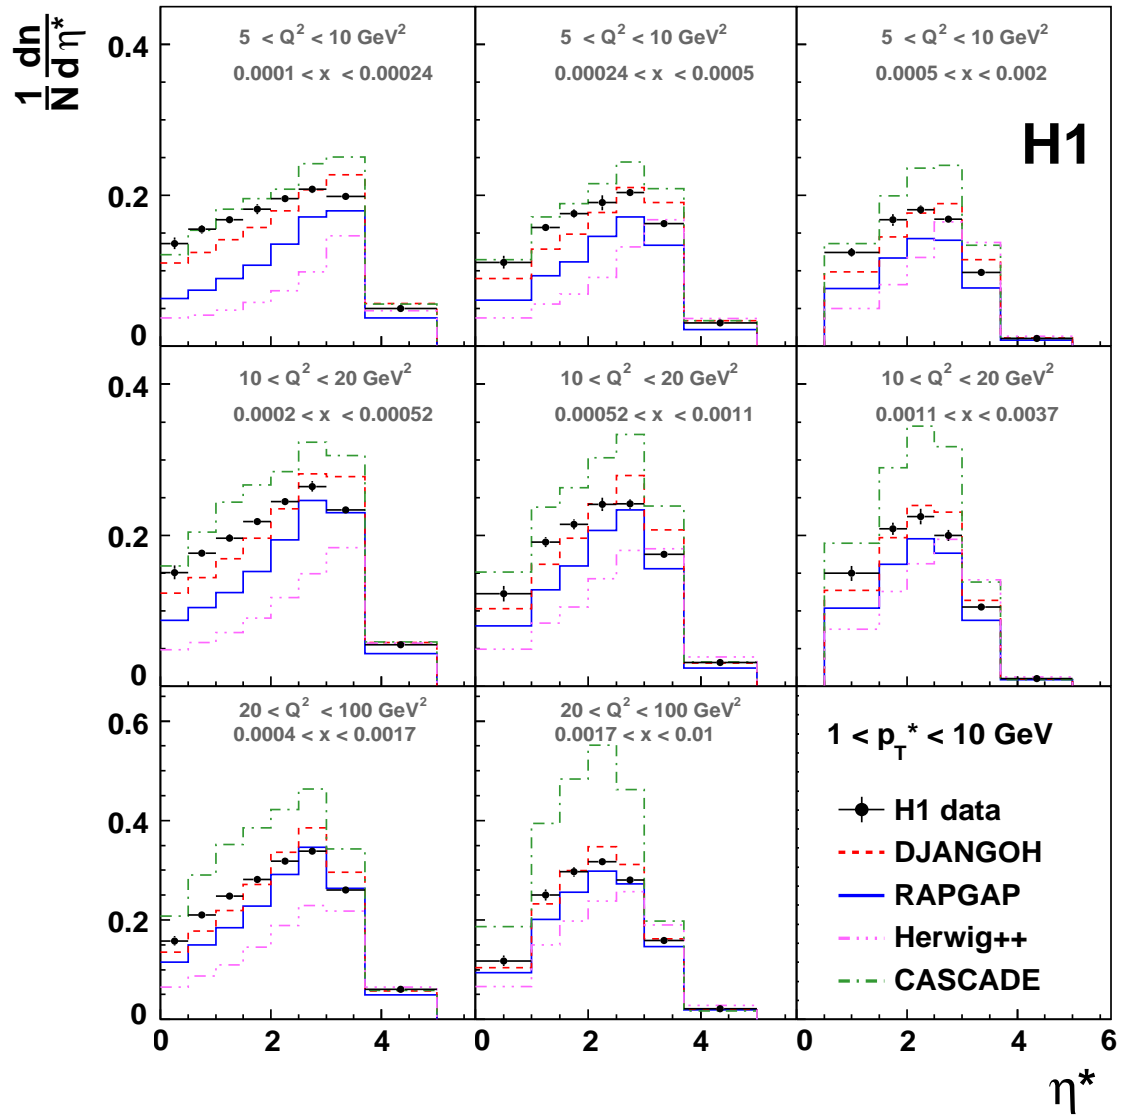 1/N dn/dη*
0.4
0.2
0
5 < Q² < 10 GeV²
0.0001 < x < 0.00024
5 < Q² < 10 GeV²
0.00024 < x < 0.0005
5 < Q² < 10 GeV²
0.0005 < x < 0.002
H1
0.4
0.2
0
10 < Q² < 20 GeV²
0.0002 < x < 0.00052
10 < Q² < 20 GeV²
0.00052 < x < 0.0011
10 < Q² < 20 GeV²
0.0011 < x < 0.0037
0.6
0.4
0.2
0
20 < Q² < 100 GeV²
0.0004 < x < 0.0017
20 < Q² < 100 GeV²
0.0017 < x < 0.01
1 < p_T* < 10 GeV
H1 data
DJANGOH
RAPGAP
Herwig++
CASCADE
0 2 4 0 2 4 0 2 4 6
η*